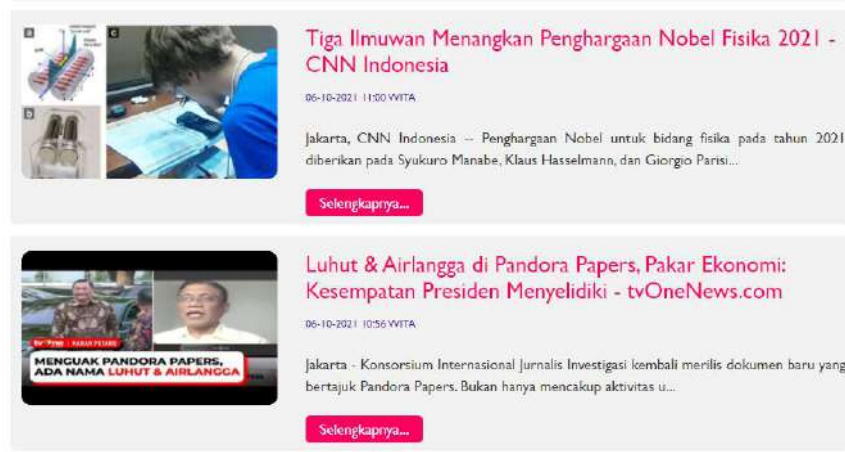 a
c
b
Tiga Ilmuwan Menangkan Penghargaan Nobel Fisika 2021 -
CNN Indonesia
06-10-2021 11:00 WITA
Jakarta, CNN Indonesia -- Penghargaan Nobel untuk bidang fisika pada tahun 2021
diberikan pada Syukuro Manabe, Klaus Hasselmann, dan Giorgio Parisi...
Selengkapnya...
Luhut & Airlangga di Pandora Papers, Pakar Ekonomi:
Kesempatan Presiden Menyelidiki - tvOneNews.com
06-10-2021 10:56 WITA
MENGUAK PANDORA PAPERS,
ADA NAMA LUHUT & AIRLANGGA
Jakarta - Konsorsium Internasional Jurnalis Investigasi kembali merilis dokumen baru yang
bertajuk Pandora Papers. Bukan hanya mencakup aktivitas u...
Selengkapnya...